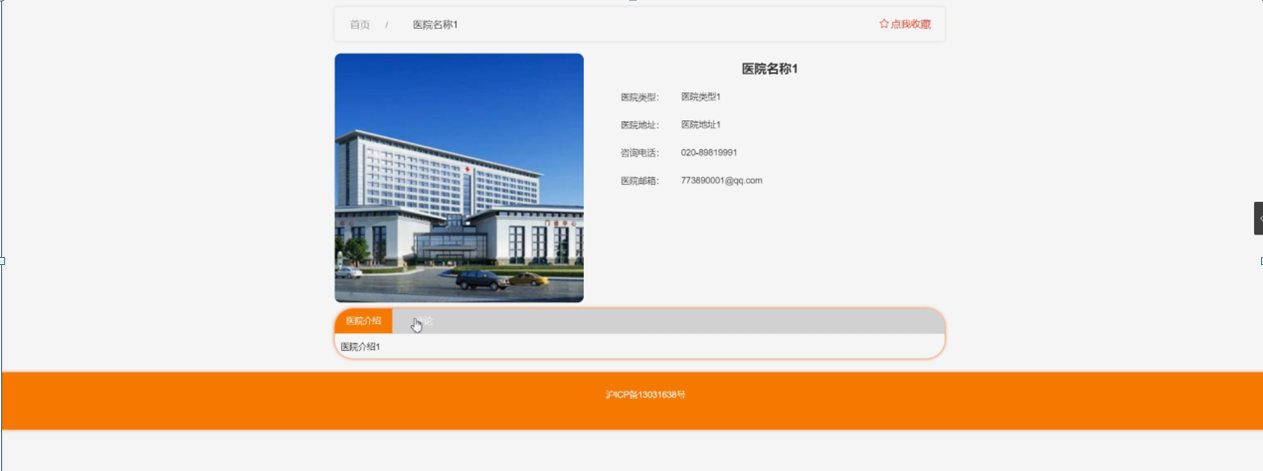 首页 / 医院名称1 ☆点我收藏
医院名称1
医院类型： 医院类型1
医院地址： 医院地址1
咨询电话： 020-89819991
医院邮箱： 773890001@qq.com
医院介绍
医院介绍1
沪ICP备13031638号